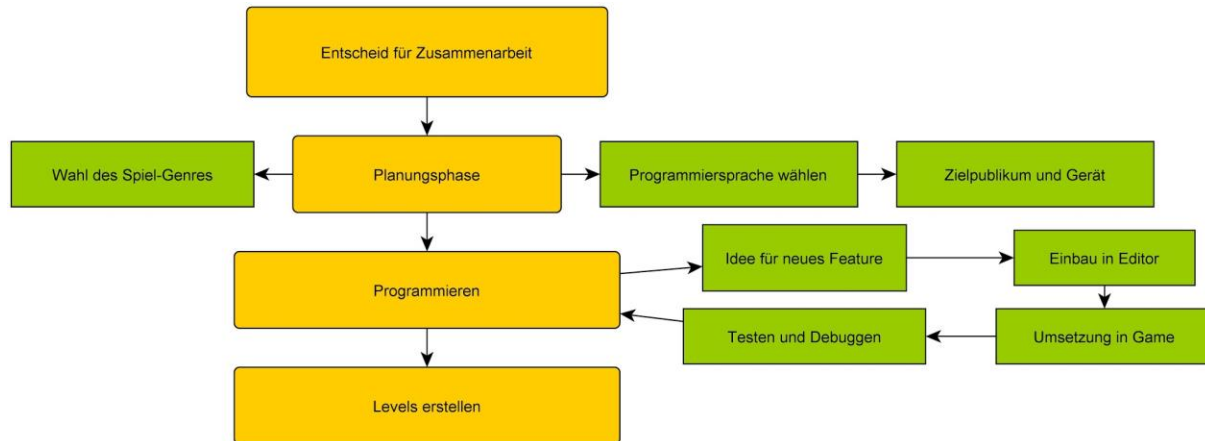 Entscheid für Zusammenarbeit
Wahl des Spiel-Genres
Planungsphase
Programmiersprache wählen
Zielpublikum und Gerät
Idee für neues Feature
Einbau in Editor
Programmieren
Testen und Debuggen
Umsetzung in Game
Levels erstellen